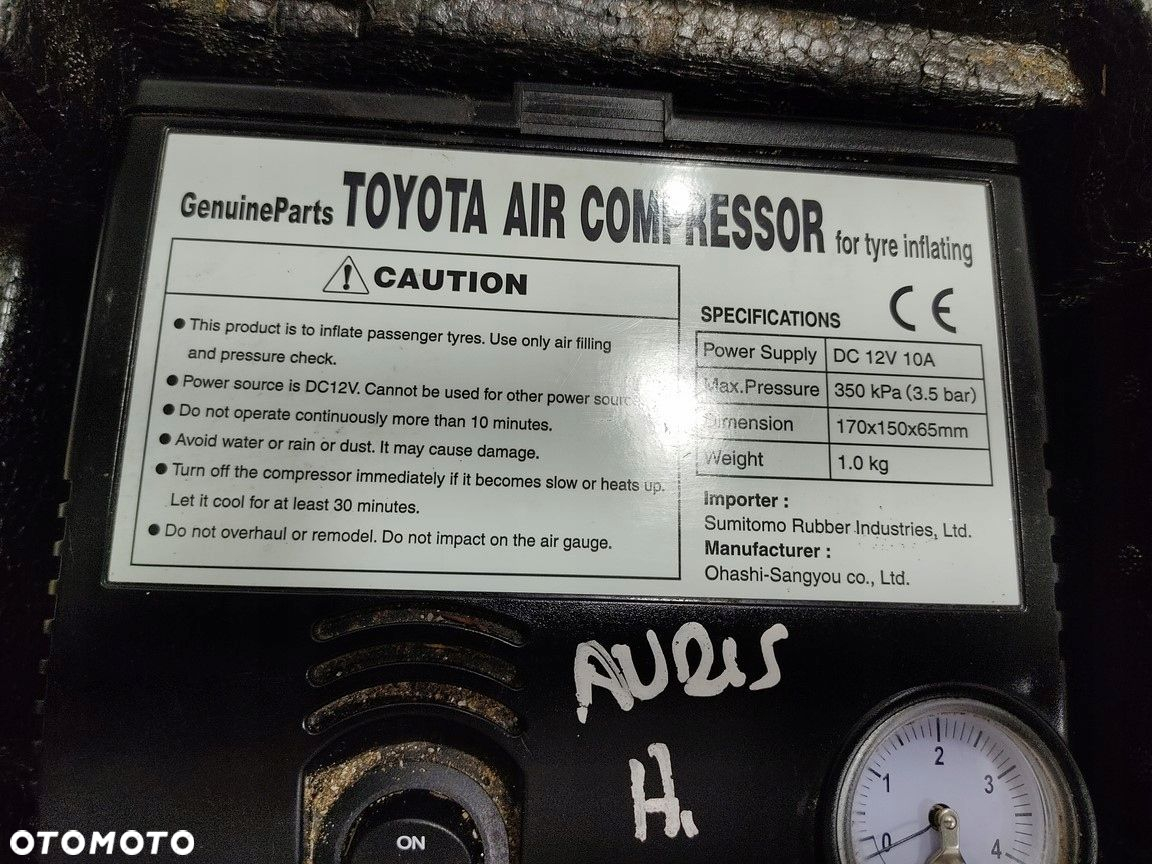 GenuineParts TOYOTA AIR COMPRESSOR for tyre inflating
CAUTION
● This product is to inflate passenger tyres. Use only air filling
and pressure check.
● Power source is DC12V. Cannot be used for other power
● Do not operate continuously more than 10 minutes.
● Avoid water or rain or dust. It may cause damage.
● Turn off the compressor immediately if it becomes slow or heats up.
Let it cool for at least 30 minutes.
● Do not overhaul or remodel. Do not impact on the air gauge.
SPECIFICATIONS CE
Power Supply DC 12V 10A
Max.Pressure 350 kPa (3.5 bar)
Dimension 170x150x65mm
Weight 1.0 kg
Importer :
Sumitomo Rubber Industries, Ltd.
Manufacturer :
Ohashi-Sangyou co., Ltd.
AURIS
H.
0 1 2 3 4
ON
OTOMOTO